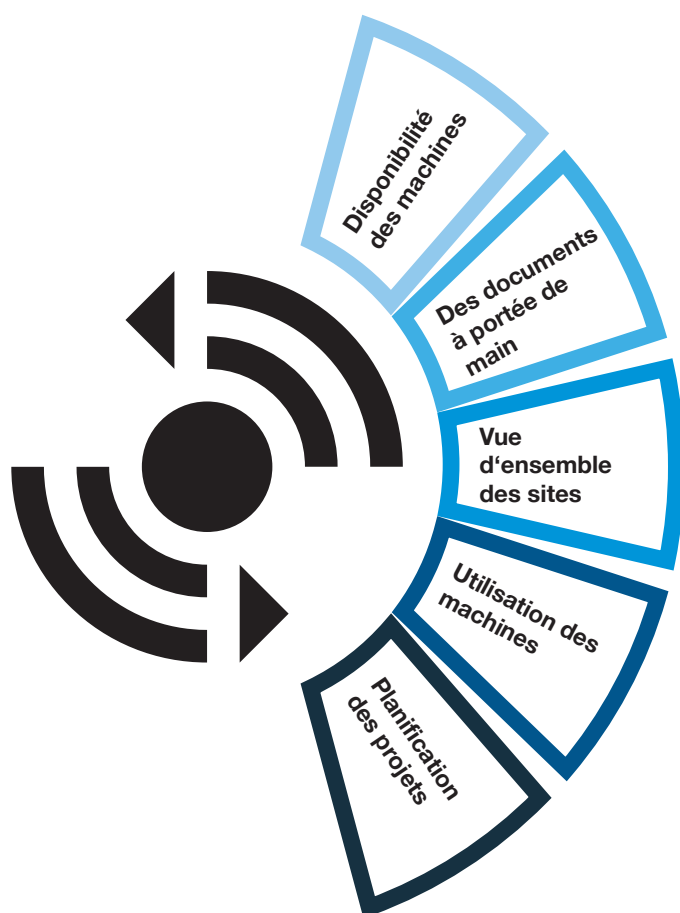 Disponibilité
des machines
Des documents
à portée de
main
Vue
d‘ensemble
des sites
Utilisation des
machines
Planification
des projets